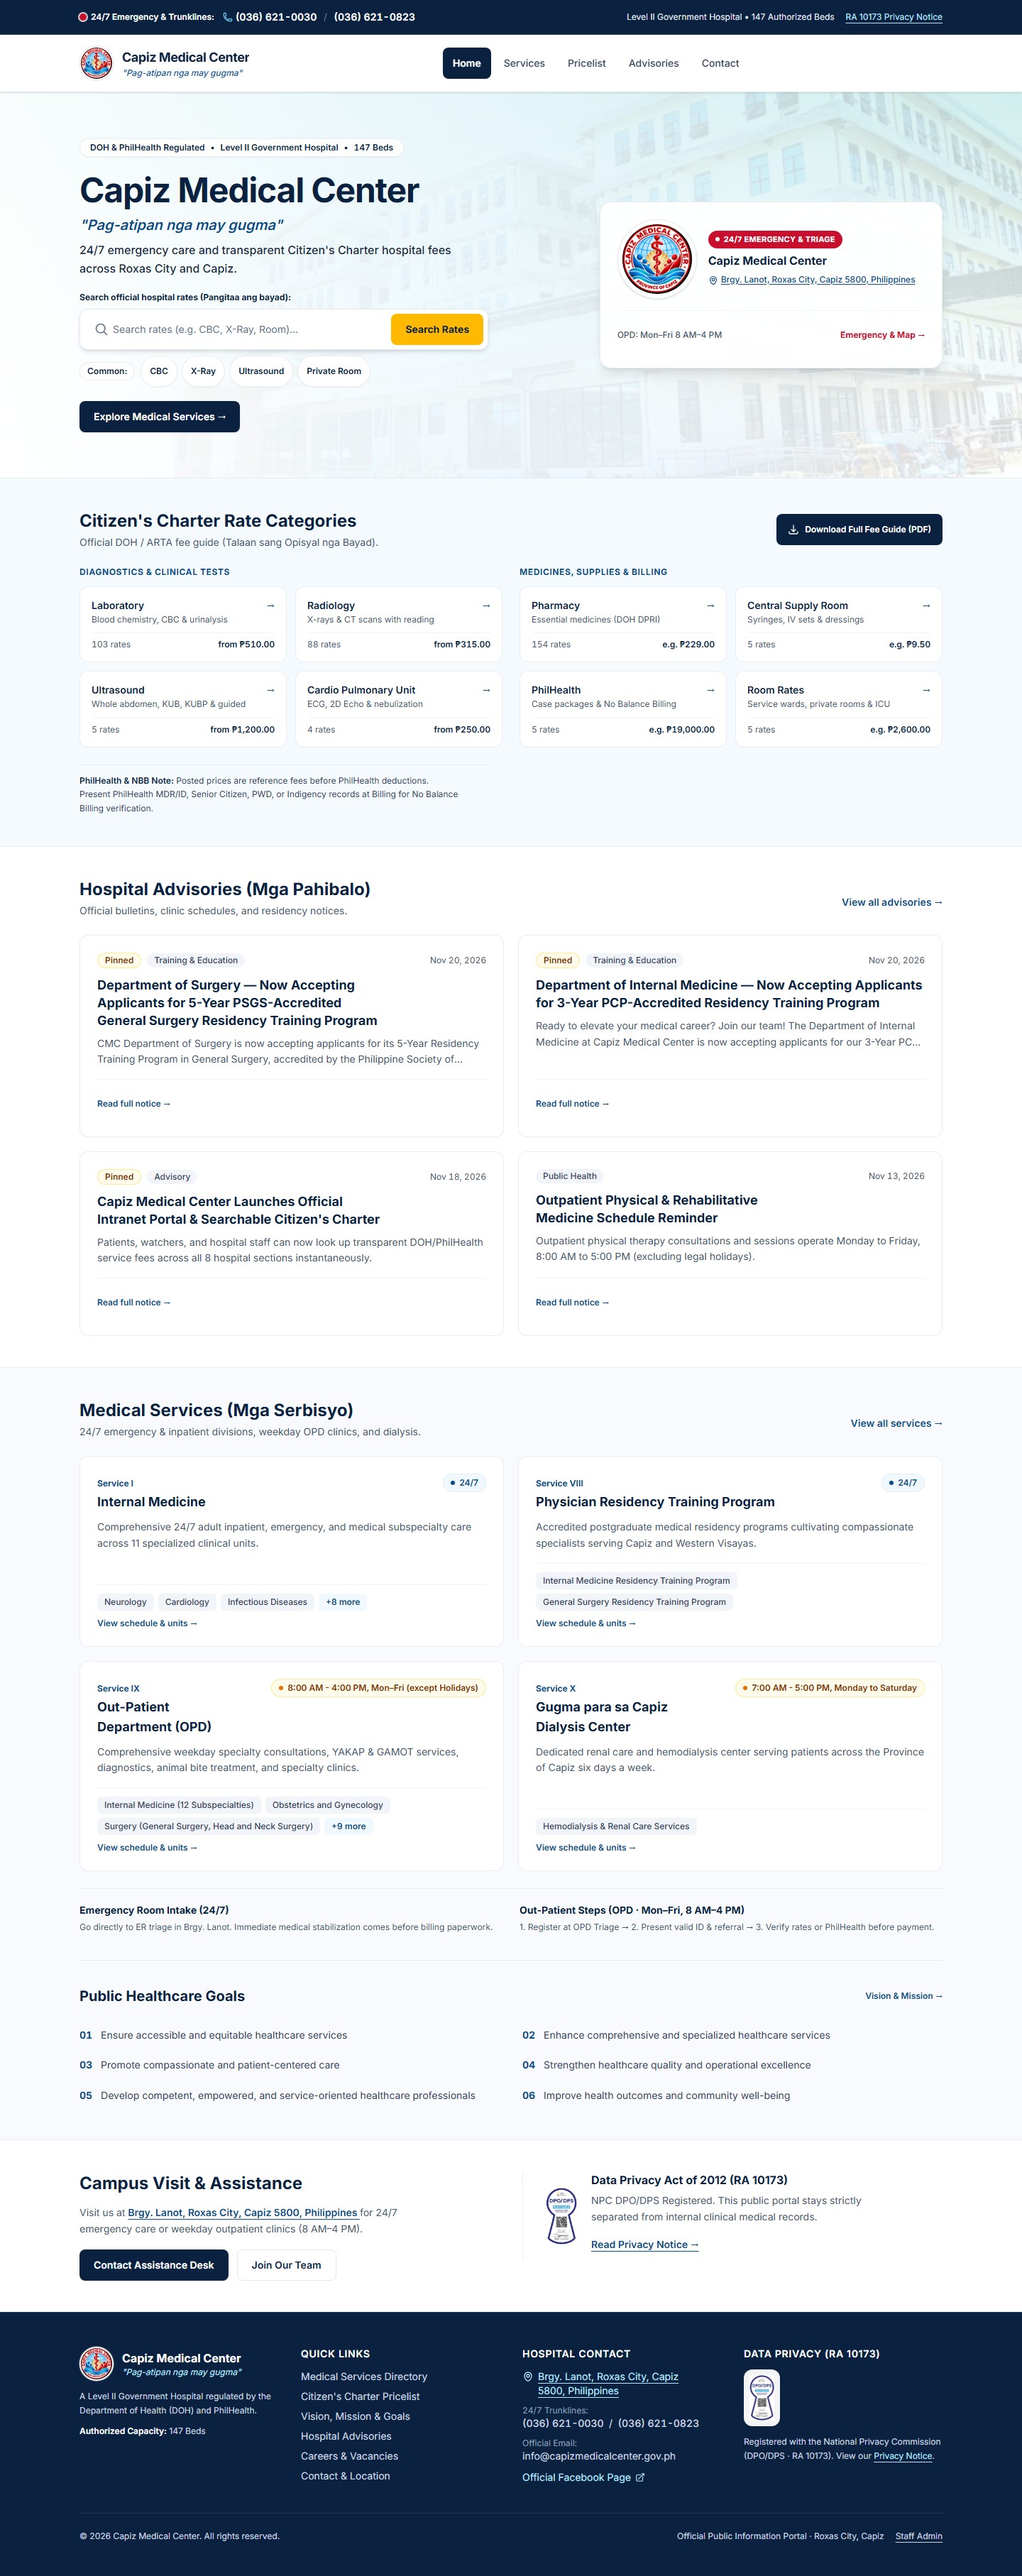 24/7 Emergency & Trunklines: (036) 621-0030 / (036) 621-0823
Level II Government Hospital • 147 Authorized Beds RA 10173 Privacy Notice
Capiz Medical Center
"Pag-atipan nga may gugma"
Home Services Pricelist Advisories Contact
DOH & PhilHealth Regulated • Level II Government Hospital • 147 Beds
Capiz Medical Center
"Pag-atipan nga may gugma"
24/7 emergency care and transparent Citizen's Charter hospital fees
across Roxas City and Capiz.
Search official hospital rates (Pangitaa ang bayad):
Search rates (e.g. CBC, X-Ray, Room)...
Search Rates
Common: CBC X-Ray Ultrasound Private Room
Explore Medical Services →
CAPIZ MEDICAL CENTER
PROVINCE OF CAPIZ
24/7 EMERGENCY & TRIAGE
Capiz Medical Center
Brgy. Lanot, Roxas City, Capiz 5800, Philippines
OPD: Mon–Fri 8 AM–4 PM
Emergency & Map →
Citizen's Charter Rate Categories
Official DOH / ARTA fee guide (Talaan sang Opisyal nga Bayad).
Download Full Fee Guide (PDF)
DIAGNOSTICS & CLINICAL TESTS
Laboratory →
Blood chemistry, CBC & urinalysis
103 rates from ₱510.00
Radiology →
X-rays & CT scans with reading
88 rates from ₱315.00
Ultrasound →
Whole abdomen, KUB, KUBP & guided
5 rates from ₱1,200.00
Cardio Pulmonary Unit →
ECG, 2D Echo & nebulization
4 rates from ₱250.00
MEDICINES, SUPPLIES & BILLING
Pharmacy →
Essential medicines (DOH DPRI)
154 rates e.g. ₱229.00
Central Supply Room →
Syringes, IV sets & dressings
5 rates e.g. ₱9.50
PhilHealth →
Case packages & No Balance Billing
5 rates e.g. ₱19,000.00
Room Rates →
Service wards, private rooms & ICU
5 rates e.g. ₱2,600.00
PhilHealth & NBB Note: Posted prices are reference fees before PhilHealth deductions.
Present PhilHealth MDR/ID, Senior Citizen, PWD, or Indigency records at Billing for No Balance
Billing verification.
Hospital Advisories (Mga Pahibalo)
Official bulletins, clinic schedules, and residency notices.
View all advisories →
Pinned Training & Education Nov 20, 2026
Department of Surgery — Now Accepting
Applicants for 5-Year PSGS-Accredited
General Surgery Residency Training Program
CMC Department of Surgery is now accepting applicants for its 5-Year Residency
Training Program in General Surgery, accredited by the Philippine Society of...
Read full notice →
Pinned Training & Education Nov 20, 2026
Department of Internal Medicine — Now Accepting Applicants
for 3-Year PCP-Accredited Residency Training Program
Ready to elevate your medical career? Join our team! The Department of Internal
Medicine at Capiz Medical Center is now accepting applicants for our 3-Year PC...
Read full notice →
Pinned Advisory Nov 18, 2026
Capiz Medical Center Launches Official
Intranet Portal & Searchable Citizen's Charter
Patients, watchers, and hospital staff can now look up transparent DOH/PhilHealth
service fees across all 8 hospital sections instantaneously.
Read full notice →
Public Health Nov 13, 2026
Outpatient Physical & Rehabilitative
Medicine Schedule Reminder
Outpatient physical therapy consultations and sessions operate Monday to Friday,
8:00 AM to 5:00 PM (excluding legal holidays).
Read full notice →
Medical Services (Mga Serbisyo)
24/7 emergency & inpatient divisions, weekday OPD clinics, and dialysis.
View all services →
Service I 24/7
Internal Medicine
Comprehensive 24/7 adult inpatient, emergency, and medical subspecialty care
across 11 specialized clinical units.
Neurology Cardiology Infectious Diseases +8 more
View schedule & units →
Service VIII 24/7
Physician Residency Training Program
Accredited postgraduate medical residency programs cultivating compassionate
specialists serving Capiz and Western Visayas.
Internal Medicine Residency Training Program
General Surgery Residency Training Program
View schedule & units →
Service IX 8:00 AM - 4:00 PM, Mon–Fri (except Holidays)
Out-Patient
Department (OPD)
Comprehensive weekday specialty consultations, YAKAP & GAMOT services,
diagnostics, animal bite treatment, and specialty clinics.
Internal Medicine (12 Subspecialties) Obstetrics and Gynecology
Surgery (General Surgery, Head and Neck Surgery) +9 more
View schedule & units →
Service X 7:00 AM - 5:00 PM, Monday to Saturday
Gugma para sa Capiz
Dialysis Center
Dedicated renal care and hemodialysis center serving patients across the Province
of Capiz six days a week.
Hemodialysis & Renal Care Services
View schedule & units →
Emergency Room Intake (24/7)
Go directly to ER triage in Brgy. Lanot. Immediate medical stabilization comes before billing paperwork.
Out-Patient Steps (OPD · Mon–Fri, 8 AM–4 PM)
1. Register at OPD Triage → 2. Present valid ID & referral → 3. Verify rates or PhilHealth before payment.
Public Healthcare Goals
Vision & Mission →
01 Ensure accessible and equitable healthcare services
02 Enhance comprehensive and specialized healthcare services
03 Promote compassionate and patient-centered care
04 Strengthen healthcare quality and operational excellence
05 Develop competent, empowered, and service-oriented healthcare professionals
06 Improve health outcomes and community well-being
Campus Visit & Assistance
Visit us at Brgy. Lanot, Roxas City, Capiz 5800, Philippines for 24/7
emergency care or weekday outpatient clinics (8 AM–4 PM).
Contact Assistance Desk Join Our Team
DPO/DPS
Data Privacy Act of 2012 (RA 10173)
NPC DPO/DPS Registered. This public portal stays strictly
separated from internal clinical medical records.
Read Privacy Notice →
Capiz Medical Center
"Pag-atipan nga may gugma"
A Level II Government Hospital regulated by the
Department of Health (DOH) and PhilHealth.
Authorized Capacity: 147 Beds
QUICK LINKS
Medical Services Directory
Citizen's Charter Pricelist
Vision, Mission & Goals
Hospital Advisories
Careers & Vacancies
Contact & Location
HOSPITAL CONTACT
Brgy. Lanot, Roxas City, Capiz
5800, Philippines
24/7 Trunklines:
(036) 621-0030 / (036) 621-0823
Official Email:
info@capizmedicalcenter.gov.ph
Official Facebook Page
DATA PRIVACY (RA 10173)
DPO/DPS
Registered with the National Privacy Commission
(DPO/DPS · RA 10173). View our Privacy Notice.
© 2026 Capiz Medical Center. All rights reserved.
Official Public Information Portal · Roxas City, Capiz Staff Admin